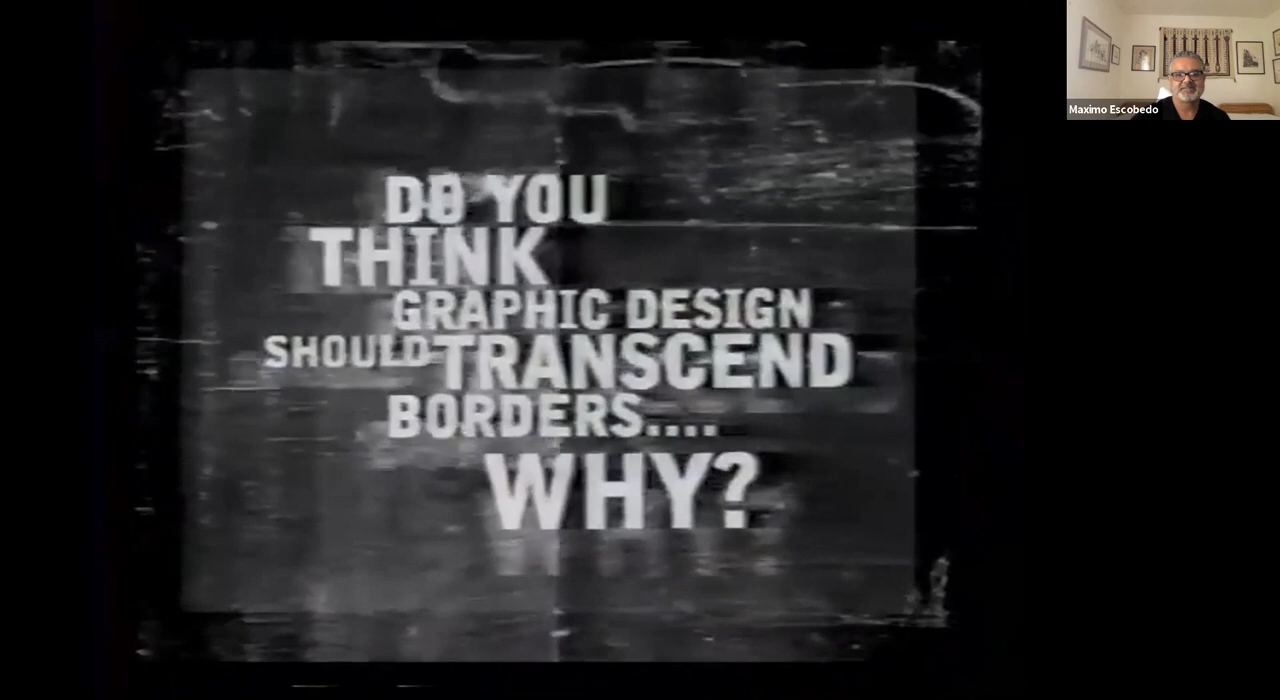 DO YOU
THINK
GRAPHIC DESIGN
SHOULD TRANSCEND
BORDERS....
WHY?
Maximo Escobedo